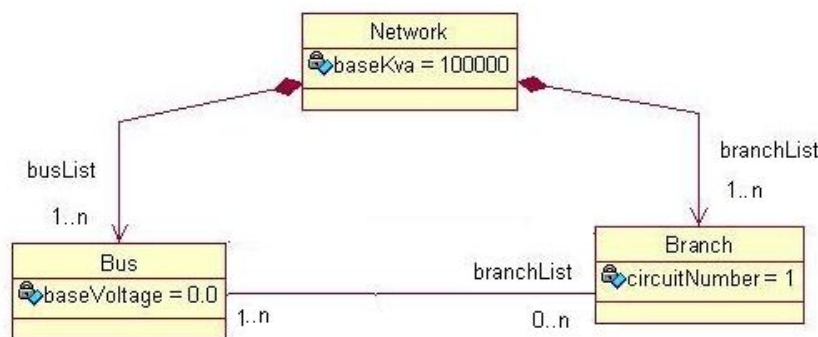 Network
baseKva = 100000
busList
branchList
1..n
1..n
Bus
baseVoltage = 0.0
Branch
circuitNumber = 1
branchList
1..n
0..n